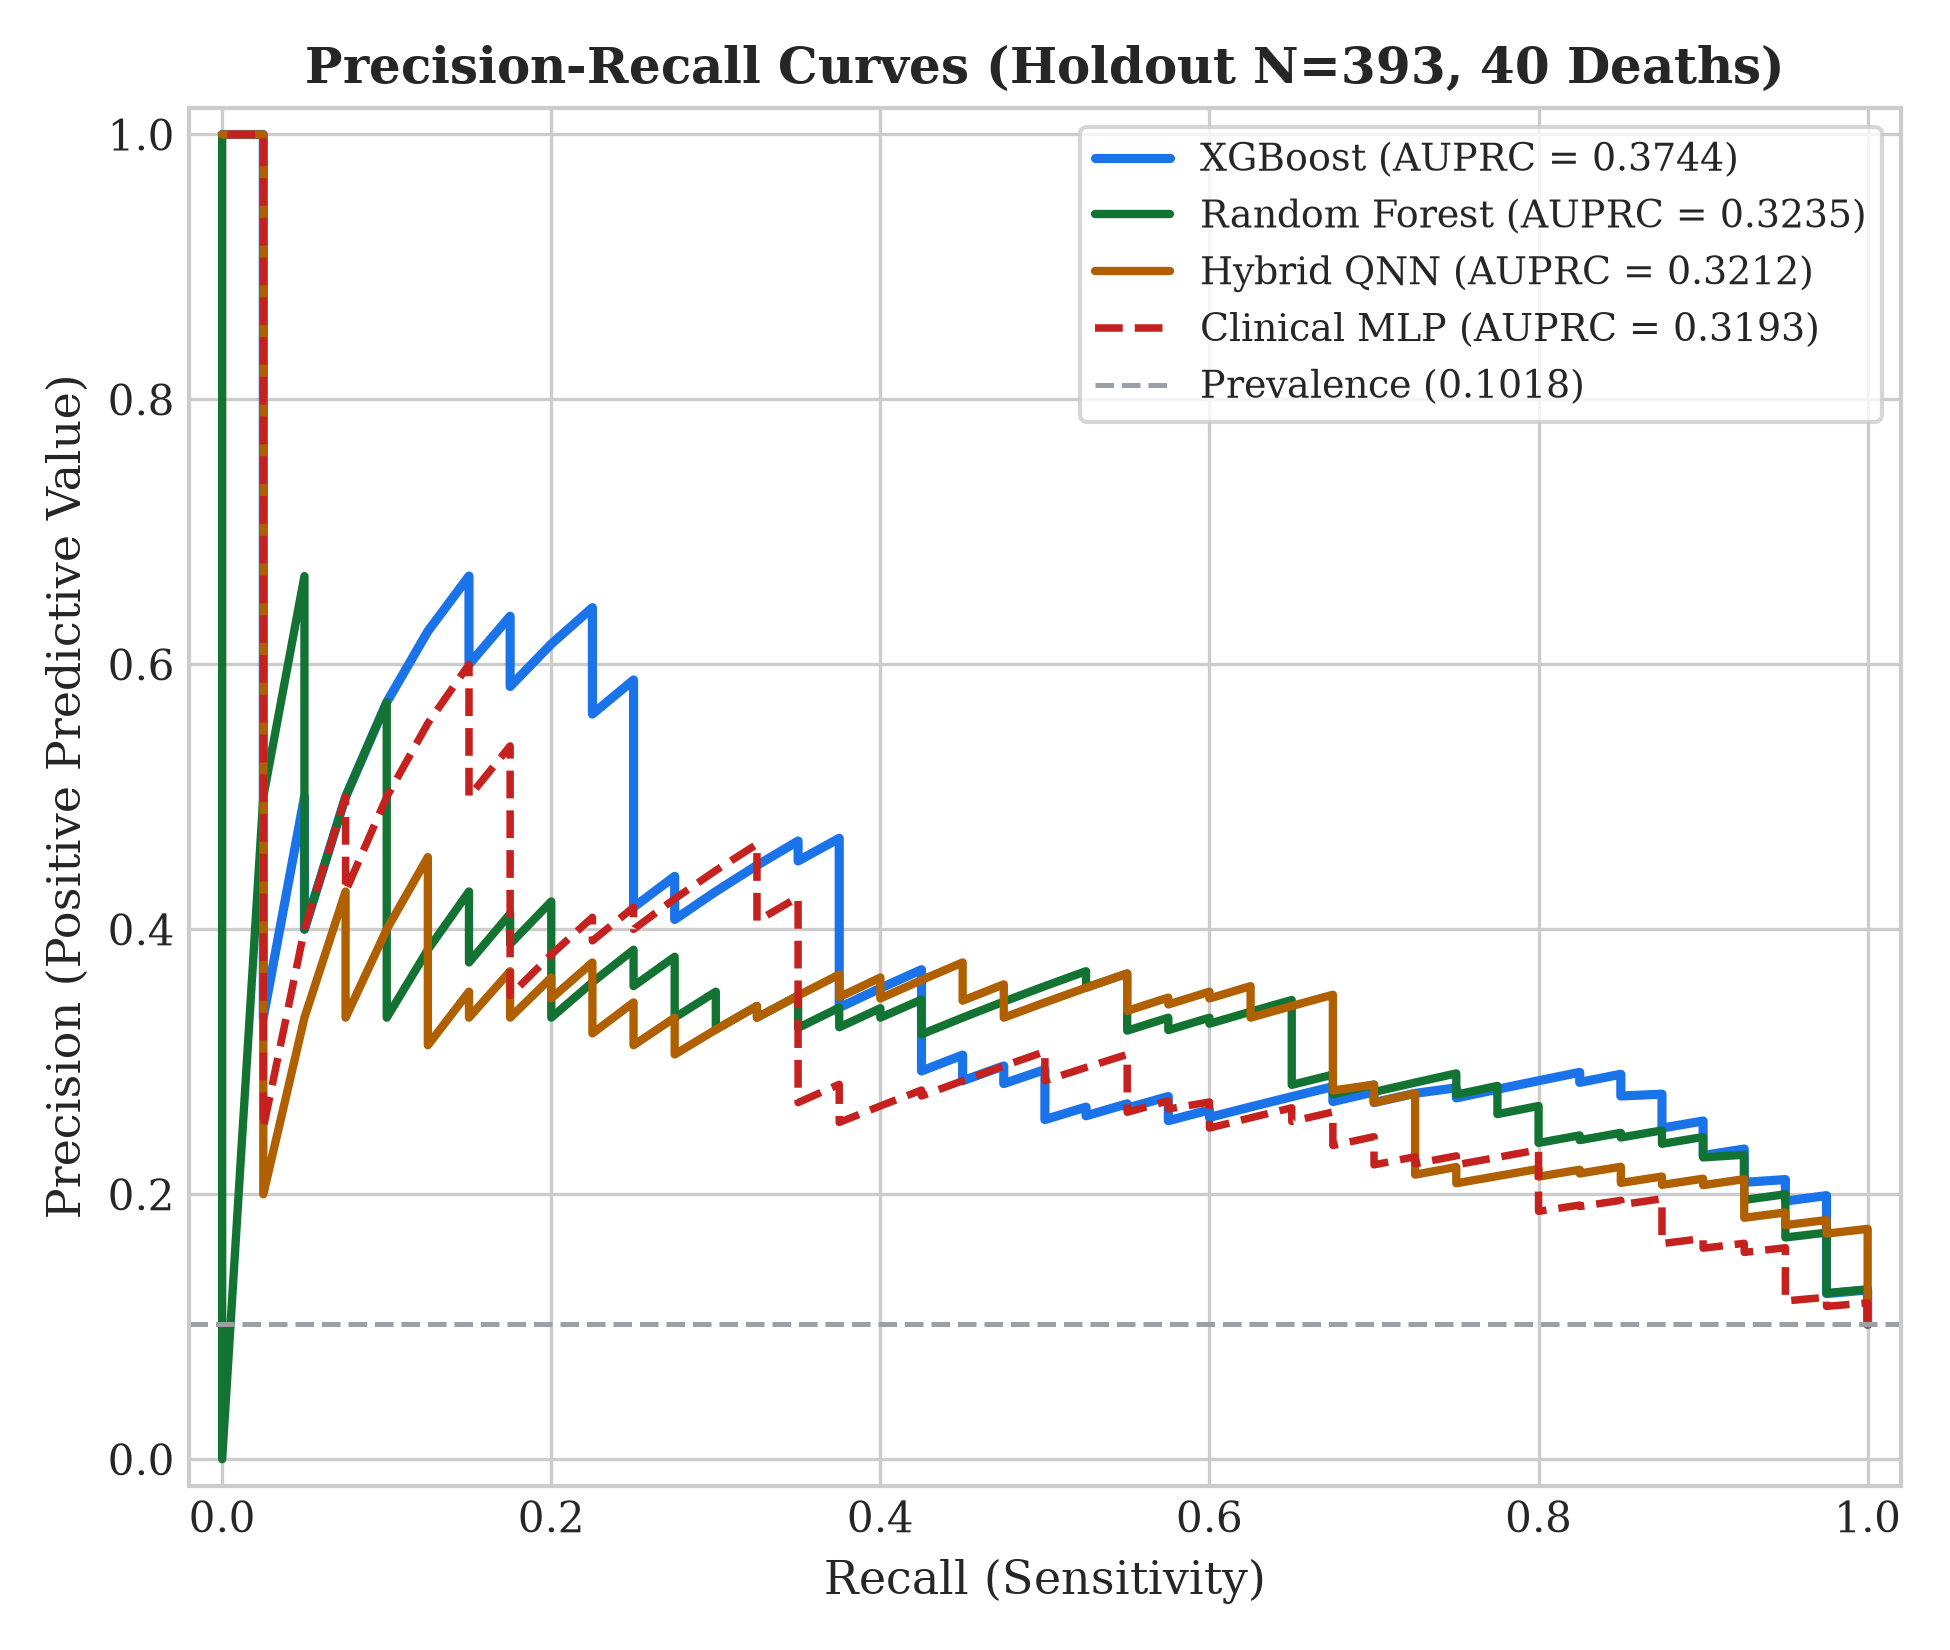 Precision-Recall Curves (Holdout N=393, 40 Deaths)
XGBoost (AUPRC = 0.3744)
Random Forest (AUPRC = 0.3235)
Hybrid QNN (AUPRC = 0.3212)
Clinical MLP (AUPRC = 0.3193)
Prevalence (0.1018)
Precision (Positive Predictive Value)
1.0
0.8
0.6
0.4
0.2
0.0
0.0 0.2 0.4 0.6 0.8 1.0
Recall (Sensitivity)